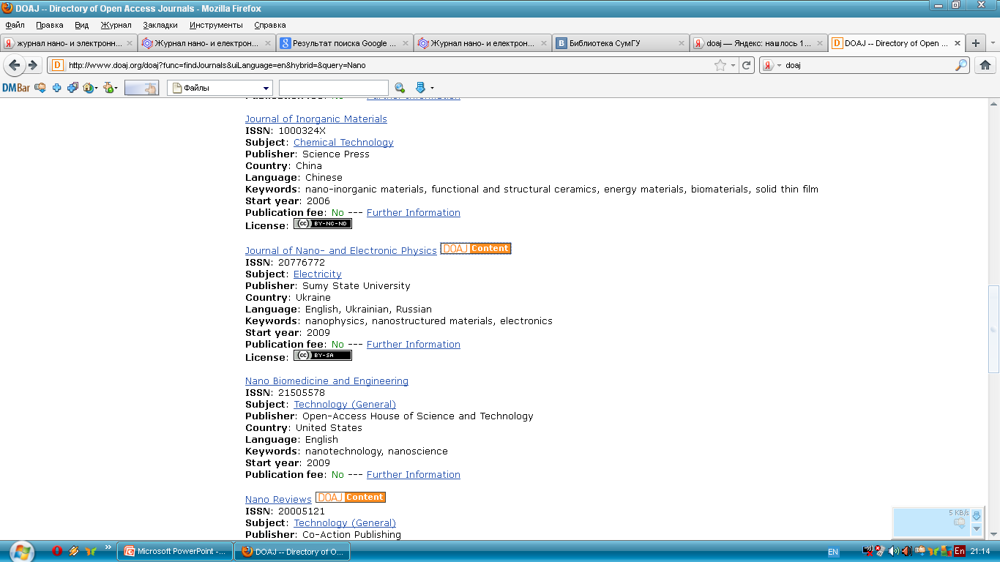 DOAJ -- Directory of Open Access Journals - Mozilla Firefox
Файл Правка Вид Журнал Закладки Инструменты Справка
журнал нано- и электронн... Журнал нано- и електрон... Результат поиска Google ... Журнал нано- и електрон... Библиотека СумГУ doaj — Яндекс: нашлось 1... DOAJ -- Directory of Open ...
http://www.doaj.org/doaj?func=findJournals&uiLanguage=en&hybrid=&query=Nano doaj
DMBar Файлы
Publication fee: No --- Further Information
Journal of Inorganic Materials
ISSN: 1000324X
Subject: Chemical Technology
Publisher: Science Press
Country: China
Language: Chinese
Keywords: nano-inorganic materials, functional and structural ceramics, energy materials, biomaterials, solid thin film
Start year: 2006
Publication fee: No --- Further Information
License: cc BY-NC-ND
Journal of Nano- and Electronic Physics DOAJ Content
ISSN: 20776772
Subject: Electricity
Publisher: Sumy State University
Country: Ukraine
Language: English, Ukrainian, Russian
Keywords: nanophysics, nanostructured materials, electronics
Start year: 2009
Publication fee: No --- Further Information
License: cc BY-SA
Nano Biomedicine and Engineering
ISSN: 21505578
Subject: Technology (General)
Publisher: Open-Access House of Science and Technology
Country: United States
Language: English
Keywords: nanotechnology, nanoscience
Start year: 2009
Publication fee: No --- Further Information
Nano Reviews DOAJ Content
ISSN: 20005121
Subject: Technology (General)
Publisher: Co-Action Publishing
5 KB/s
Microsoft PowerPoint -... DOAJ -- Directory of O... EN En 21:14